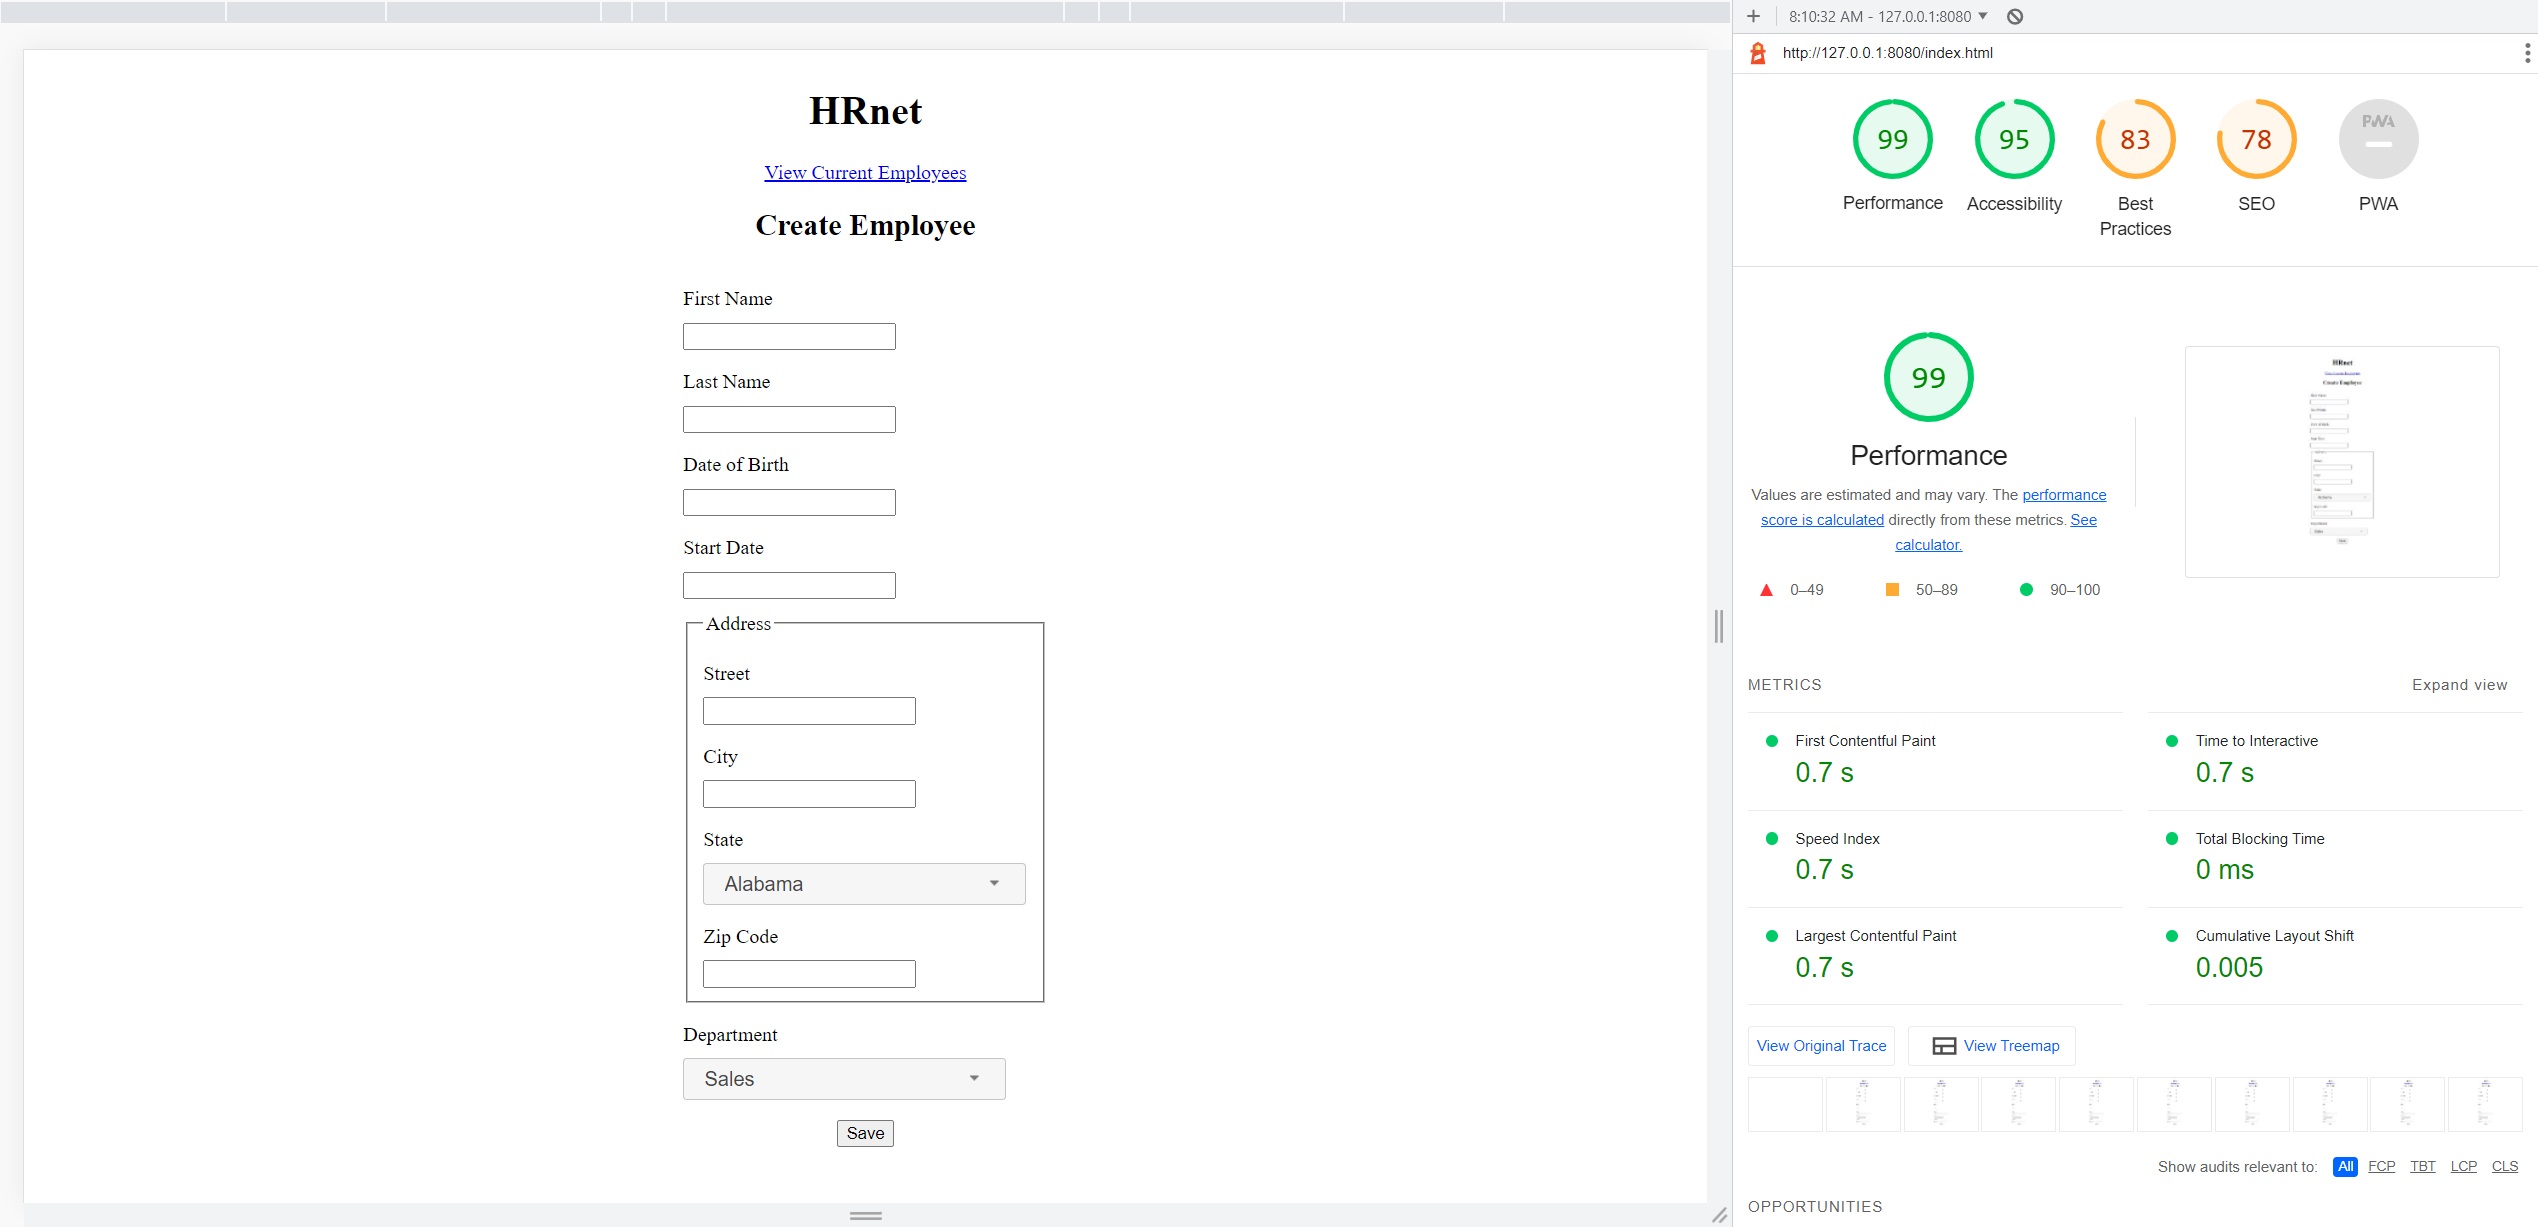 HRnet
View Current Employees
Create Employee
First Name
Last Name
Date of Birth
Start Date
Address
Street
City
State
Alabama
Zip Code
Department
Sales
Save
8:10:32 AM - 127.0.0.1:8080
http://127.0.0.1:8080/index.html
99
95
83
78
PWA
Performance
Accessibility
Best
Practices
SEO
PWA
99
Performance
Values are estimated and may vary. The performance
score is calculated directly from these metrics. See
calculator.
0–49
50–89
90–100
HRnet
Create Employee
METRICS
Expand view
First Contentful Paint
0.7 s
Time to Interactive
0.7 s
Speed Index
0.7 s
Total Blocking Time
0 ms
Largest Contentful Paint
0.7 s
Cumulative Layout Shift
0.005
View Original Trace
View Treemap
Show audits relevant to: All FCP TBT LCP CLS
OPPORTUNITIES